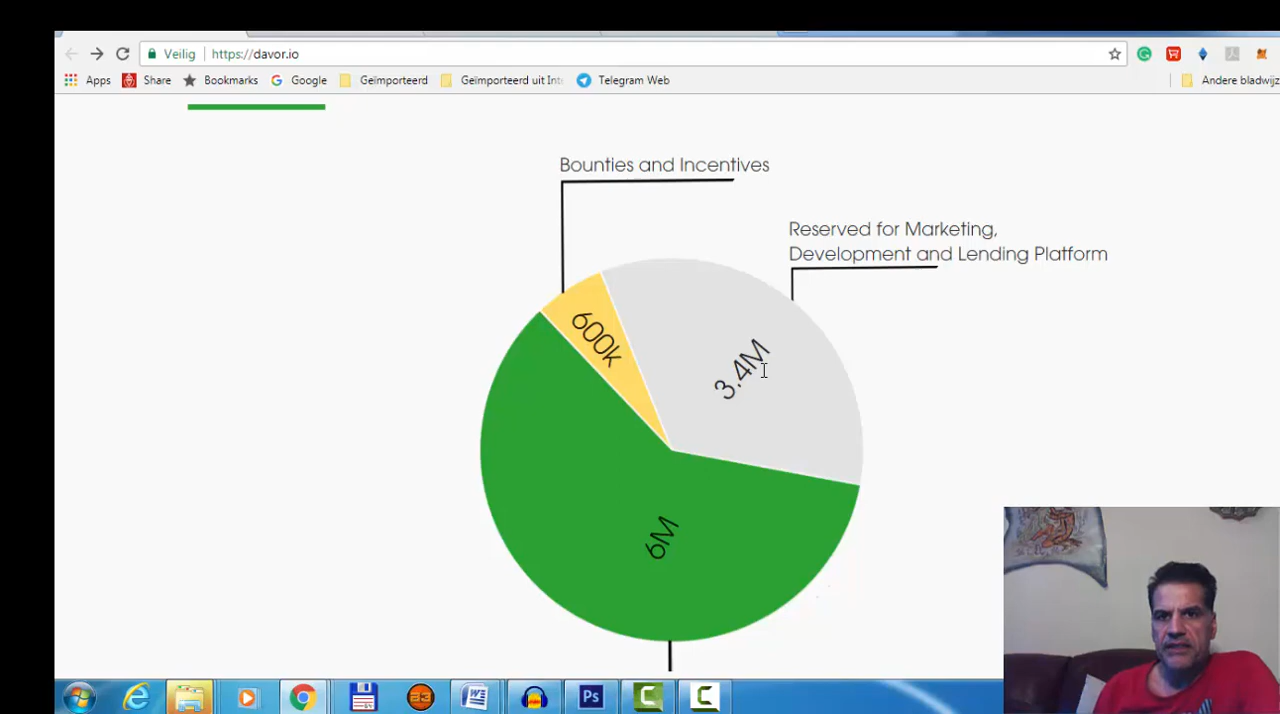 Veilig
https://davor.io
Apps
Share
Bookmarks
Google
Geïmporteerd
Geïmporteerd uit Int
Telegram Web
Andere bladwijz
Bounties and Incentives
Reserved for Marketing,
Development and Lending Platform
600k
3.4M
6M
Ps